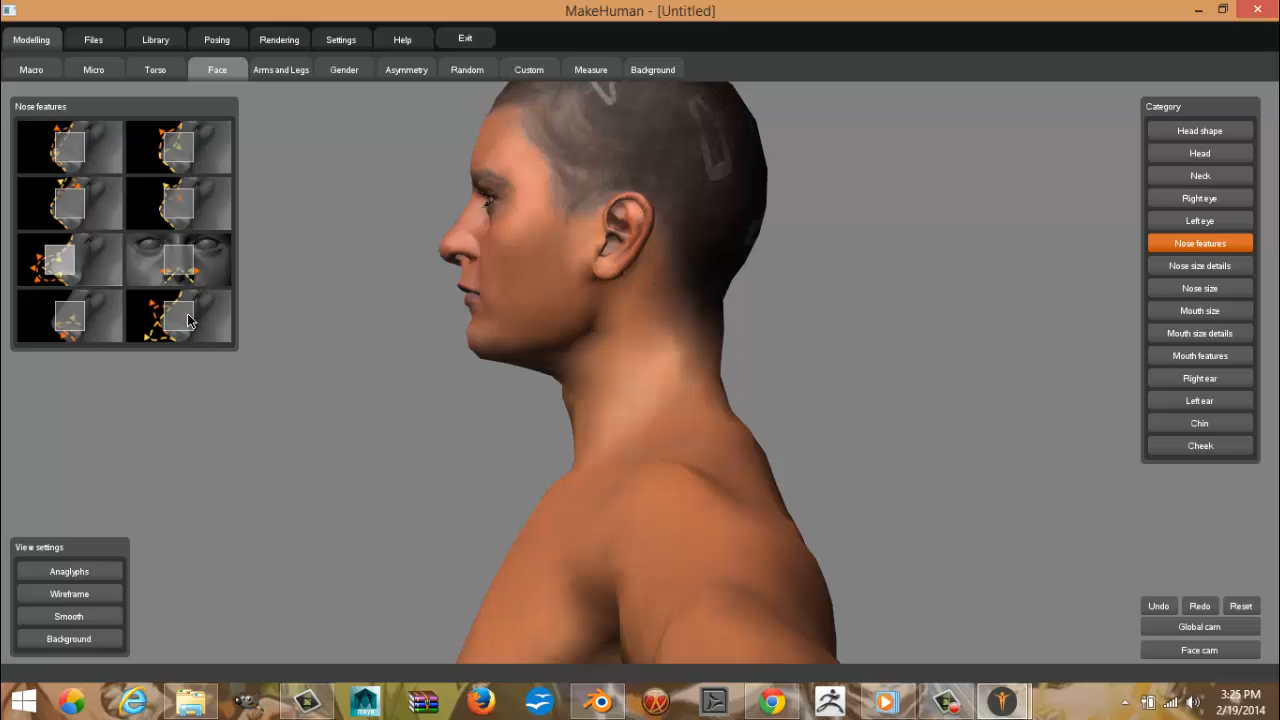 MakeHuman - [Untitled]
Modelling Files Library Posing Rendering Settings Help Exit
Macro Micro Torso Face Arms and Legs Gender Asymmetry Random Custom Measure Background
Nose features
Category
Head shape
Head
Neck
Right eye
Left eye
Nose features
Nose size details
Nose size
Mouth size
Mouth size details
Mouth features
Right ear
Left ear
Chin
Cheek
View settings
Anaglyphs
Wireframe
Smooth
Background
Undo Redo Reset
Global cam
Face cam
MAYA
3:25 PM
2/19/2014